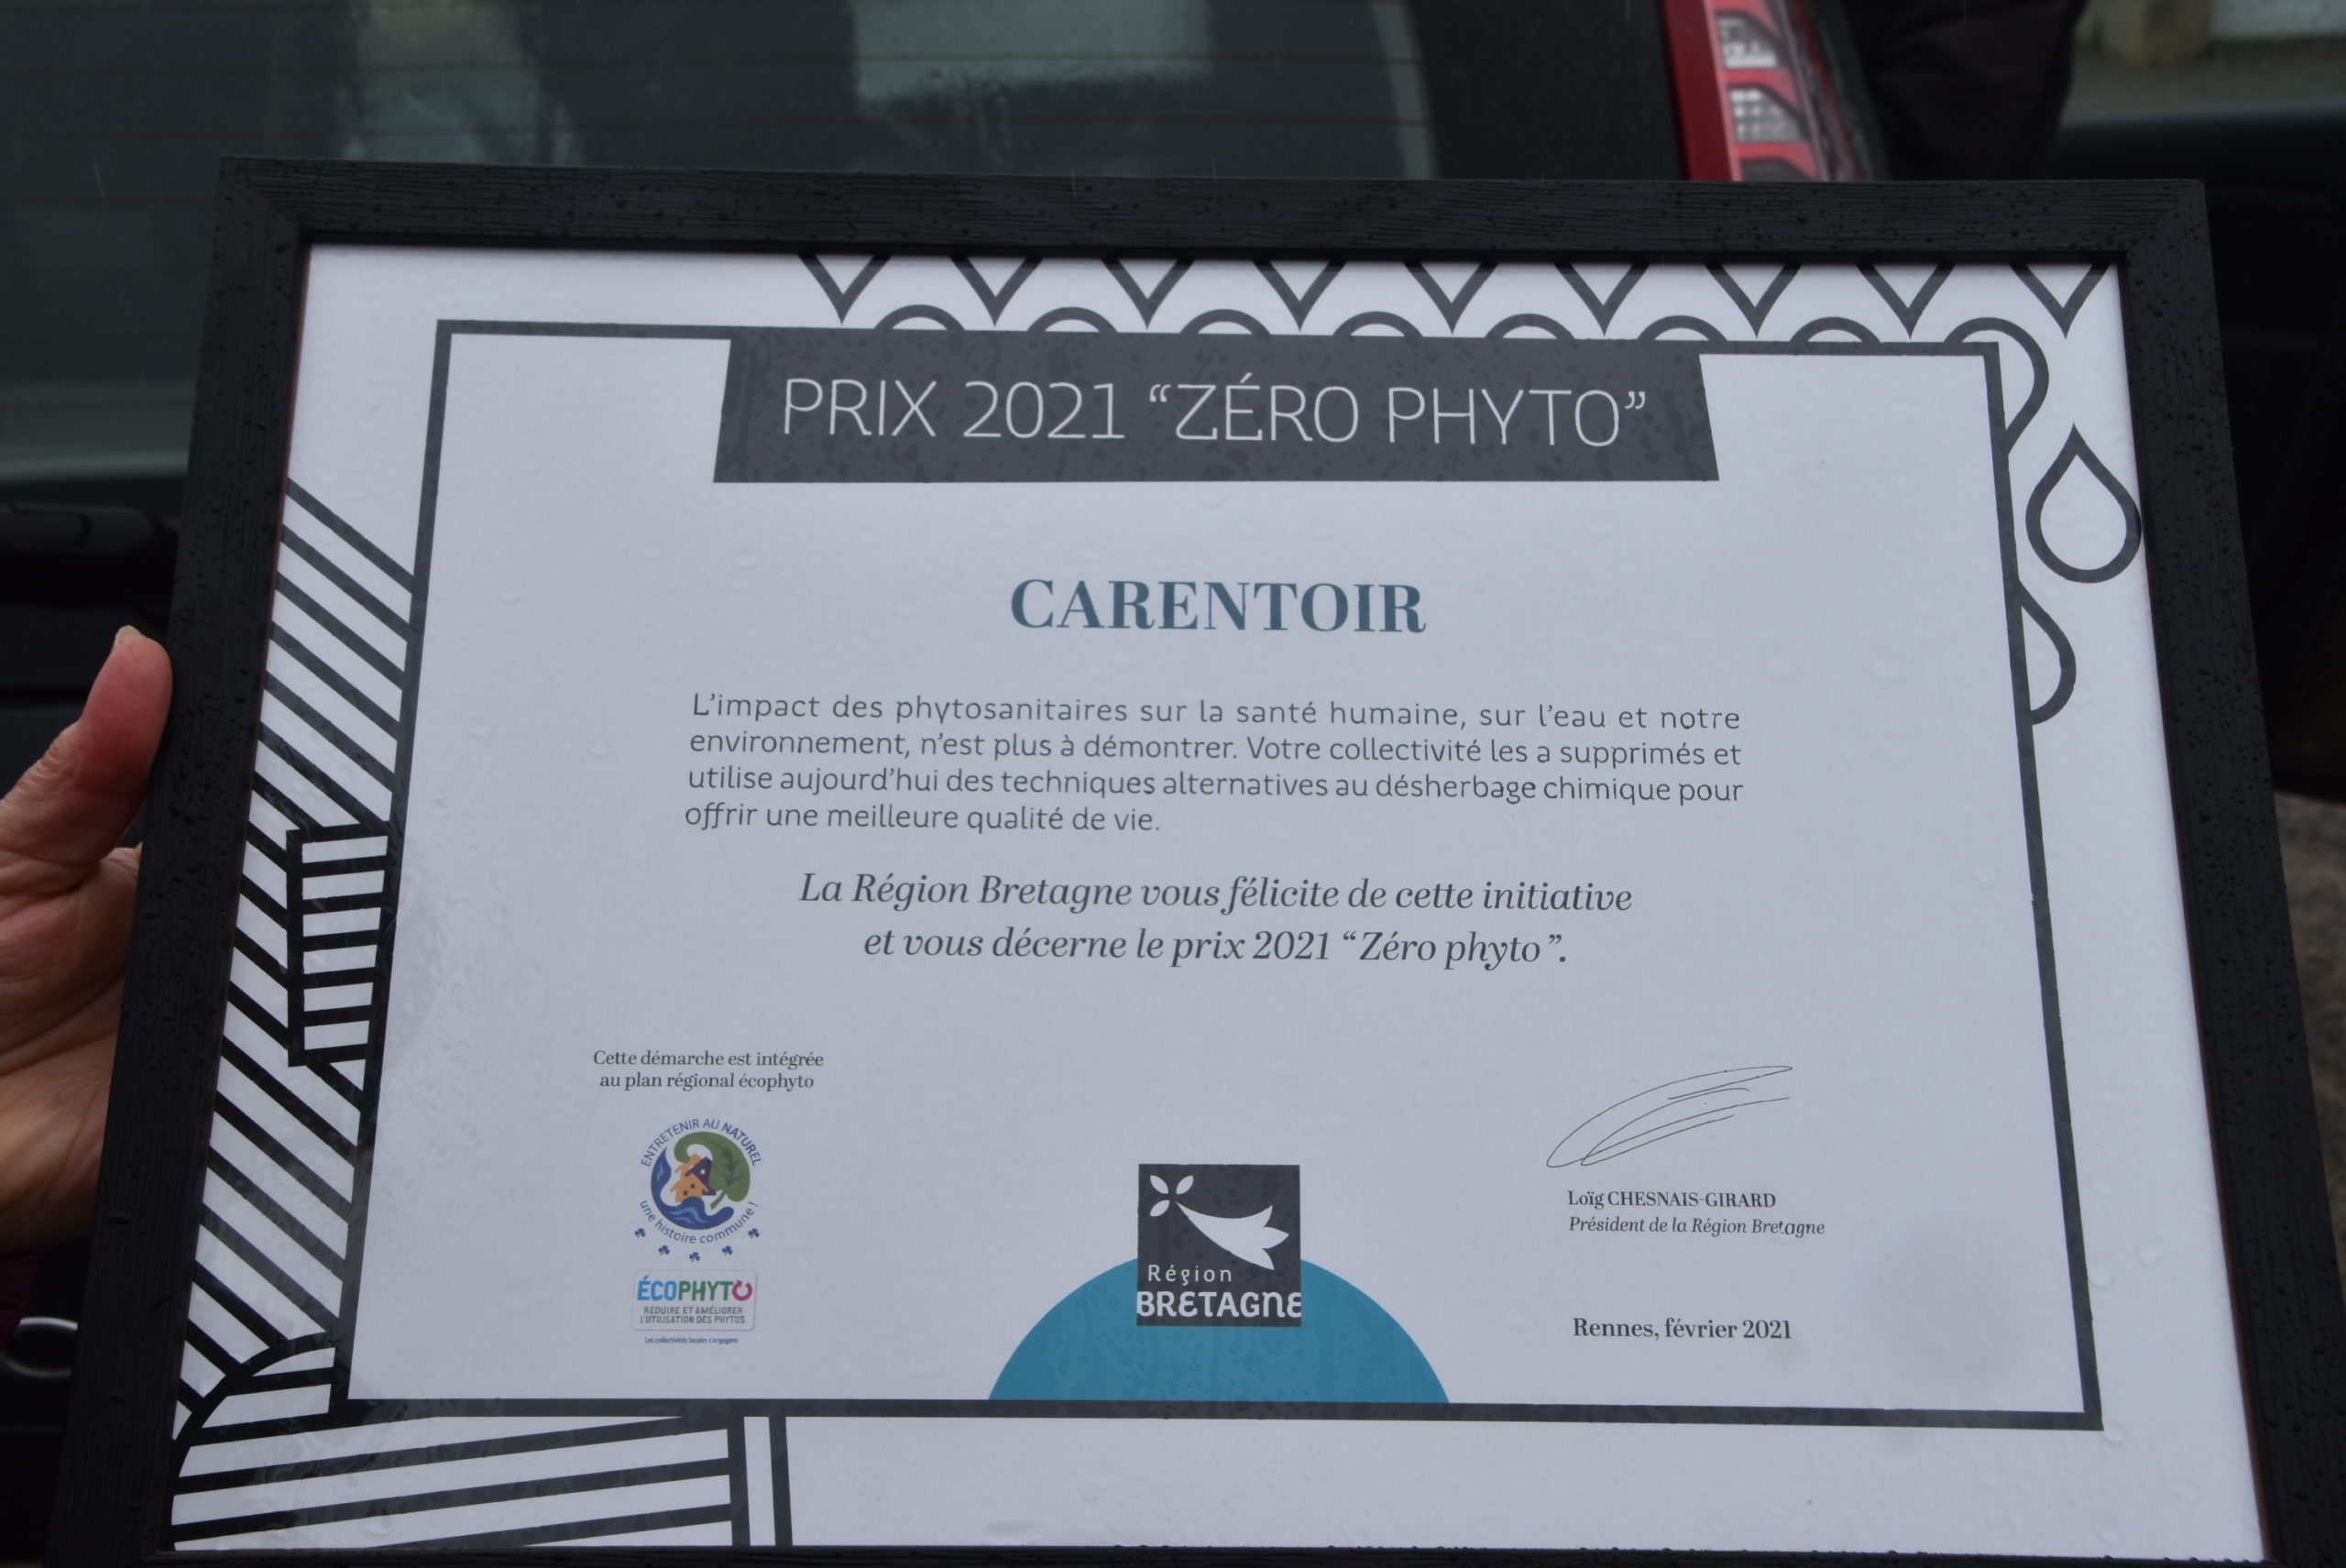 PRIX 2021 “ZÉRO PHYTO”
CARENTOIR
L’impact des phytosanitaires sur la santé humaine, sur l’eau et notre
environnement, n’est plus à démontrer. Votre collectivité les a supprimés et
utilise aujourd’hui des techniques alternatives au désherbage chimique pour
offrir une meilleure qualité de vie.
La Région Bretagne vous félicite de cette initiative
et vous décerne le prix 2021 “Zéro phyto”.
Cette démarche est intégrée
au plan régional écophyto
ENTRETENIR AU NATUREL
une histoire commune !
ÉCOPHYTO
RÉDUIRE ET AMÉLIORER
L’UTILISATION DES PHYTOS
Les collectivités locales s’engagent
Région
BRETAGNE
Loïg CHESNAIS-GIRARD
Président de la Région Bretagne
Rennes, février 2021